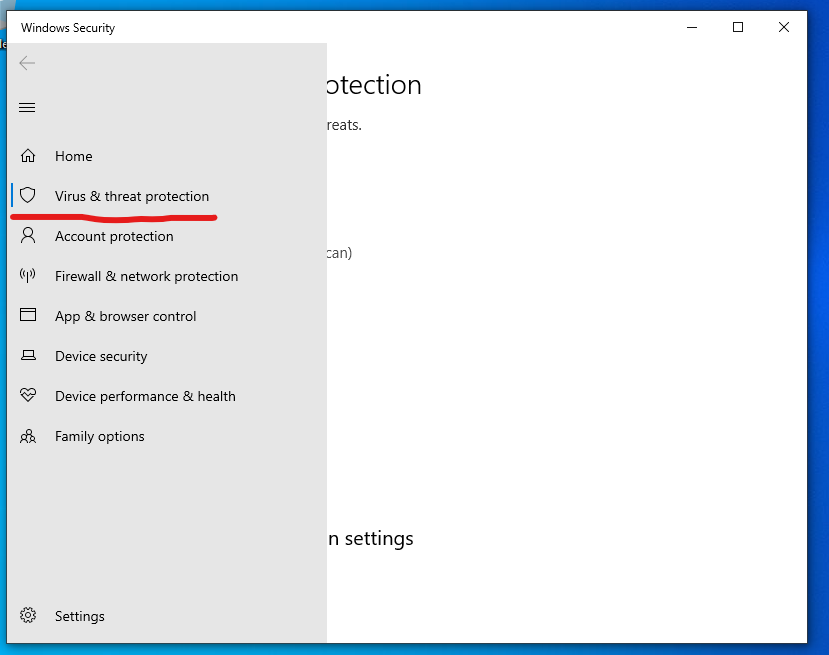 Windows Security
otection
reats.
Home
Virus & threat protection
Account protection
can)
Firewall & network protection
App & browser control
Device security
Device performance & health
Family options
n settings
Settings